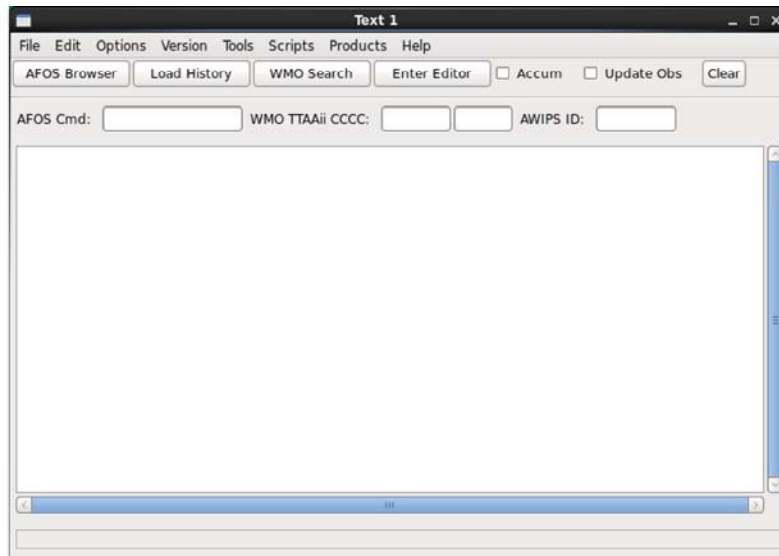 Text 1
File Edit Options Version Tools Scripts Products Help
AFOS Browser Load History WMO Search Enter Editor Accum Update Obs Clear
AFOS Cmd: WMO TTAAii CCCC: AWIPS ID: